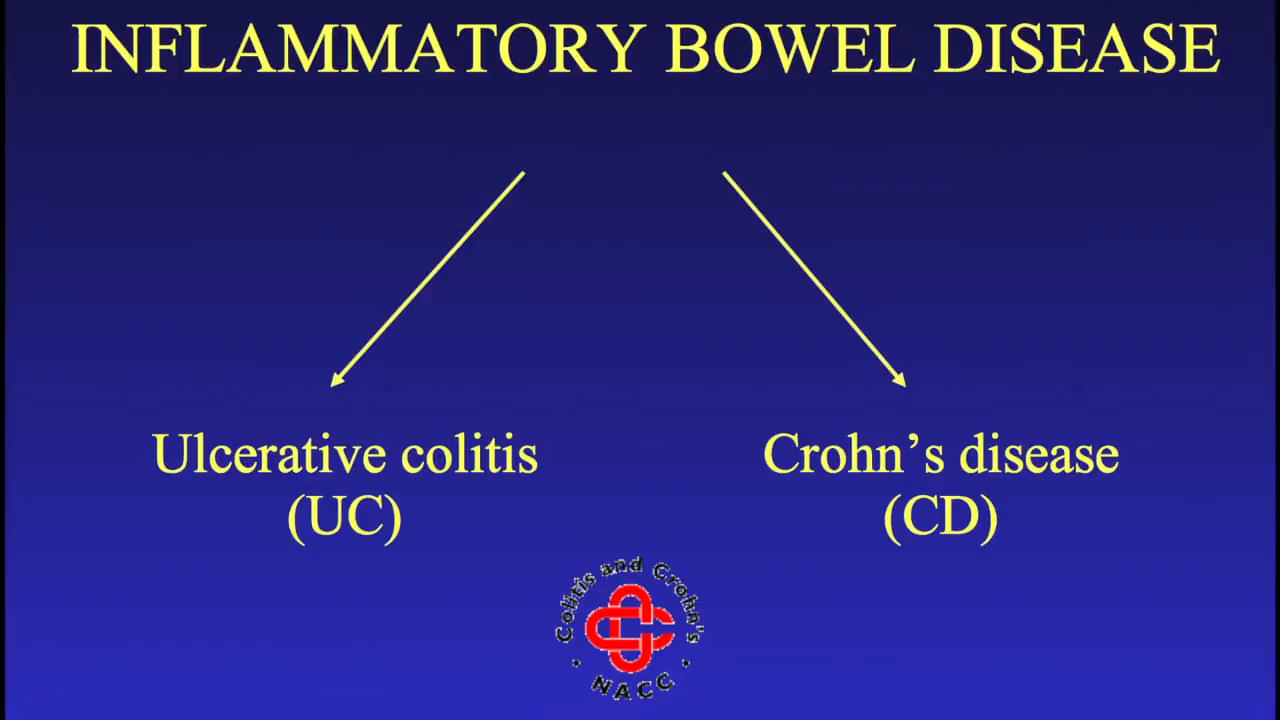 INFLAMMATORY BOWEL DISEASE
Ulcerative colitis
(UC)
Crohn’s disease
(CD)
Colitis and Crohn's
NACC